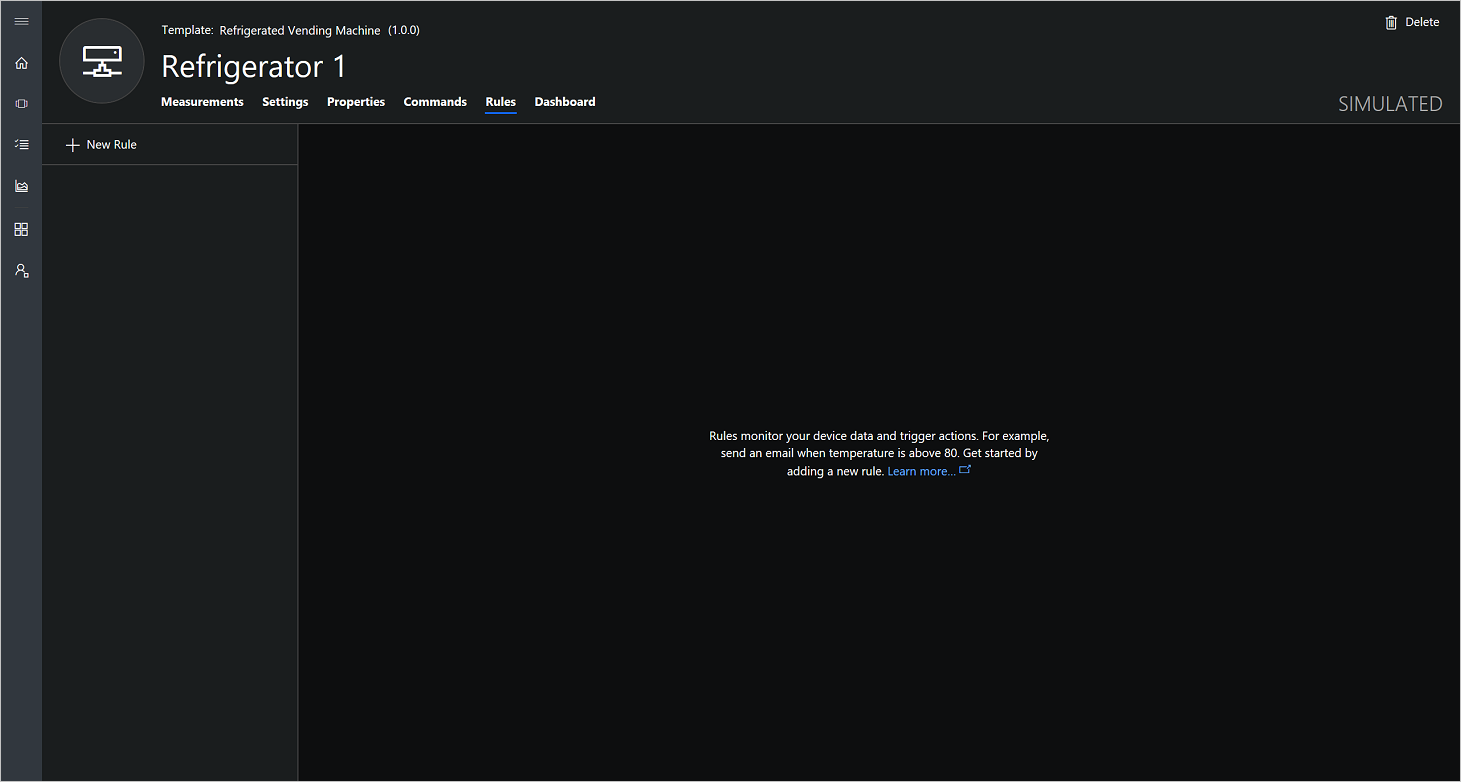 Template: Refrigerated Vending Machine (1.0.0)
Delete
Refrigerator 1
Measurements Settings Properties Commands Rules Dashboard
SIMULATED
New Rule
Rules monitor your device data and trigger actions. For example,
send an email when temperature is above 80. Get started by
adding a new rule. Learn more...